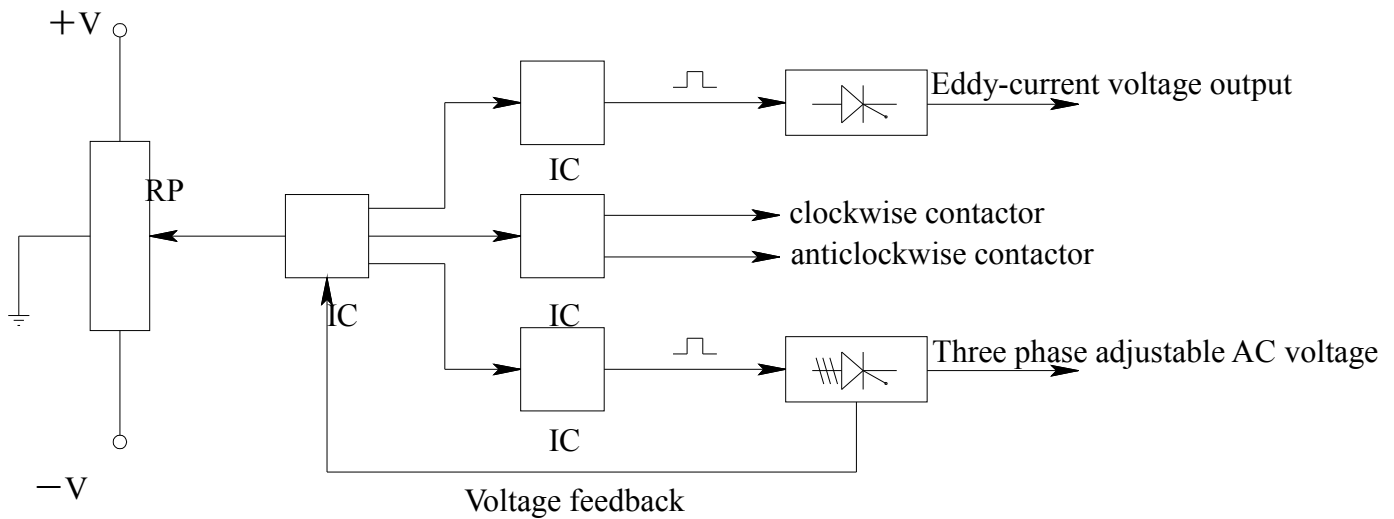 +V
Eddy-current voltage output
IC
RP
clockwise contactor
anticlockwise contactor
IC
IC
Three phase adjustable AC voltage
IC
−V
Voltage feedback